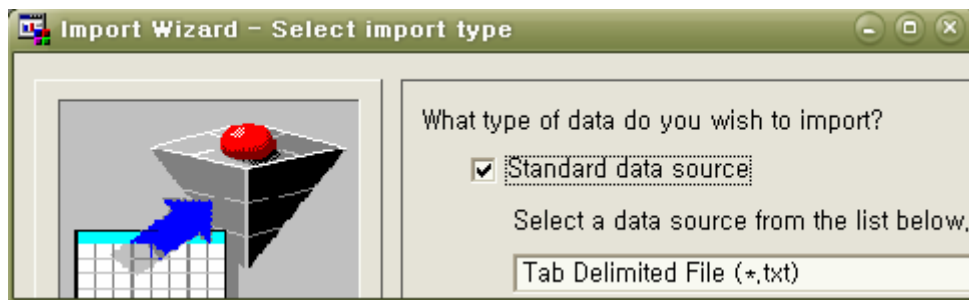 Import Wizard – Select import type
What type of data do you wish to import?
Standard data source
Select a data source from the list below,
Tab Delimited File (*,txt)